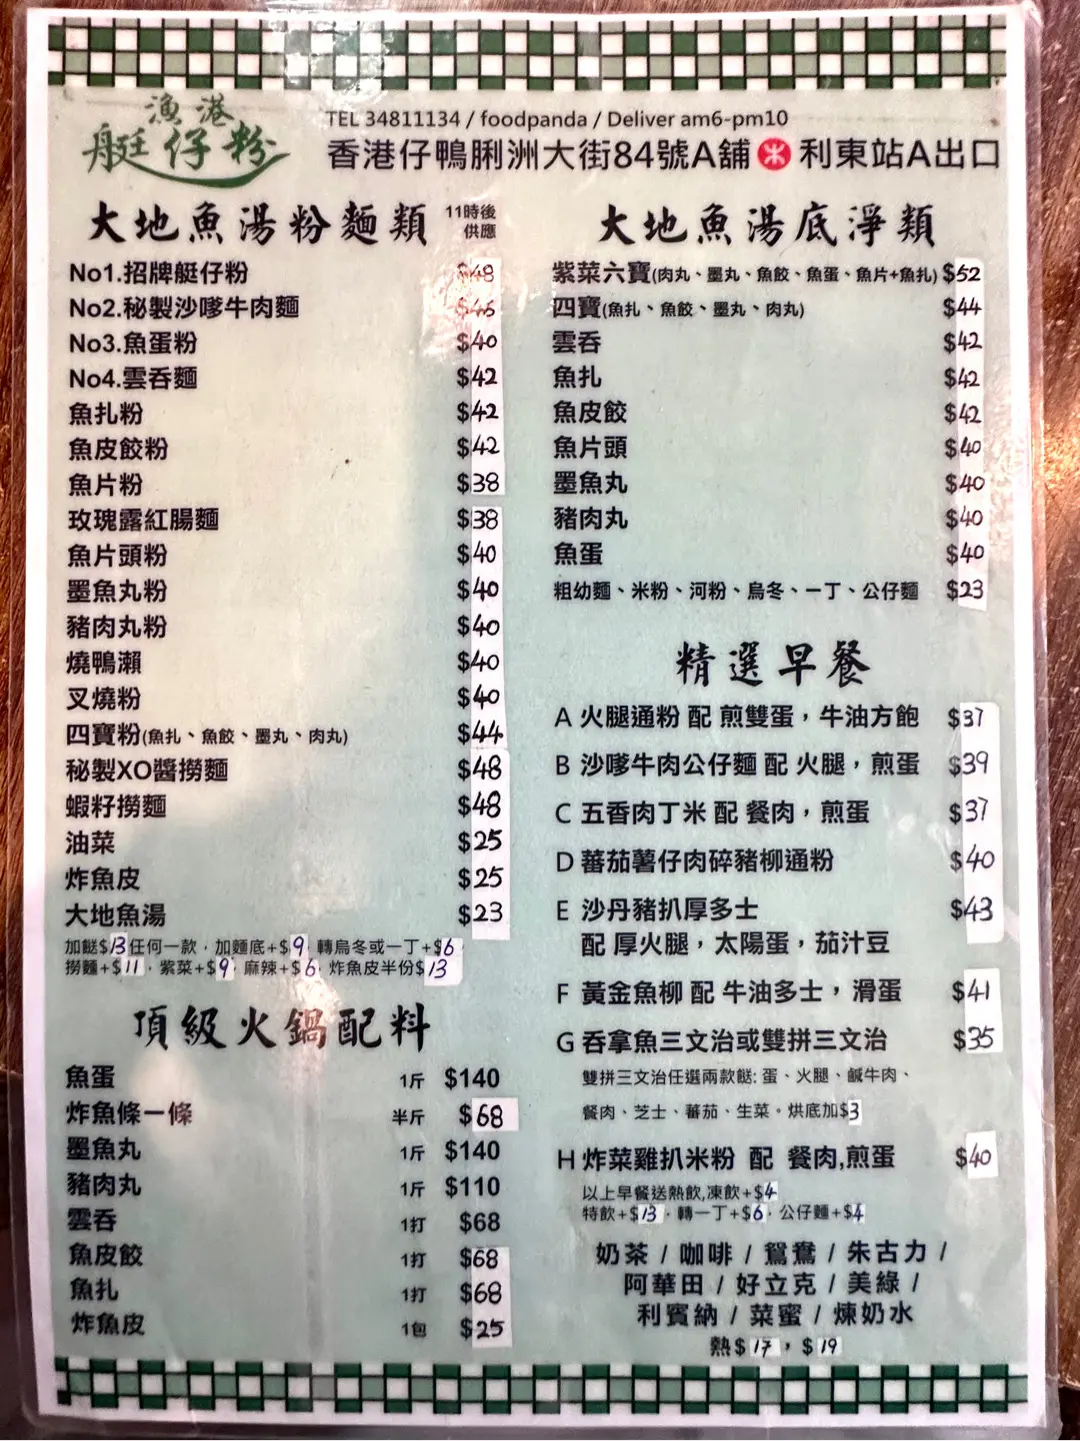 漁港
艇仔粉
TEL 34811134 / foodpanda / Deliver am6-pm10
香港仔鴨脷洲大街84號A舖 利東站A出口
大地魚湯粉麵類 11時後供應
No1.招牌艇仔粉 $48
No2.秘製沙嗲牛肉麵 $46
No3.魚蛋粉 $40
No4.雲吞麵 $42
魚扎粉 $42
魚皮餃粉 $42
魚片粉 $38
玫瑰露紅腸麵 $38
魚片頭粉 $40
墨魚丸粉 $40
豬肉丸粉 $40
燒鴨瀨 $40
叉燒粉 $40
四寶粉(魚扎、魚餃、墨丸、肉丸) $44
秘製XO醬撈麵 $48
蝦籽撈麵 $48
油菜 $25
炸魚皮 $25
大地魚湯 $23
加餸$13任何一款,加麵底+$9,轉烏冬或一丁+$6
撈麵+$11,紫菜+$9,麻辣+$6,炸魚皮半份$13
頂級火鍋配料
魚蛋 1斤 $140
炸魚條一條 半斤 $68
墨魚丸 1斤 $140
豬肉丸 1斤 $110
雲吞 1打 $68
魚皮餃 1打 $68
魚扎 1打 $68
炸魚皮 1包 $25
大地魚湯底淨類
紫菜六寶(肉丸、墨丸、魚餃、魚蛋、魚片+魚扎) $52
四寶(魚扎、魚餃、墨丸、肉丸) $44
雲吞 $42
魚扎 $42
魚皮餃 $42
魚片頭 $40
墨魚丸 $40
豬肉丸 $40
魚蛋 $40
粗幼麵、米粉、河粉、烏冬、一丁、公仔麵 $23
精選早餐
A 火腿通粉 配 煎雙蛋,牛油方飽 $37
B 沙嗲牛肉公仔麵 配 火腿,煎蛋 $39
C 五香肉丁米 配 餐肉,煎蛋 $37
D 蕃茄薯仔肉碎豬柳通粉 $40
E 沙丹豬扒厚多士 $43
配 厚火腿,太陽蛋,茄汁豆
F 黃金魚柳 配 牛油多士,滑蛋 $41
G 吞拿魚三文治或雙拼三文治 $35
雙拼三文治任選兩款餸: 蛋、火腿、鹹牛肉、
餐肉、芝士、蕃茄、生菜。烘底加$3
H 炸菜雞扒米粉 配 餐肉,煎蛋 $40
以上早餐送熱飲,凍飲+$4
特飲+$13,轉一丁+$6,公仔麵+$4
奶茶 / 咖啡 / 鴛鴦 / 朱古力 /
阿華田 / 好立克 / 美綠 /
利賓納 / 菜蜜 / 煉奶水
熱$17,$19